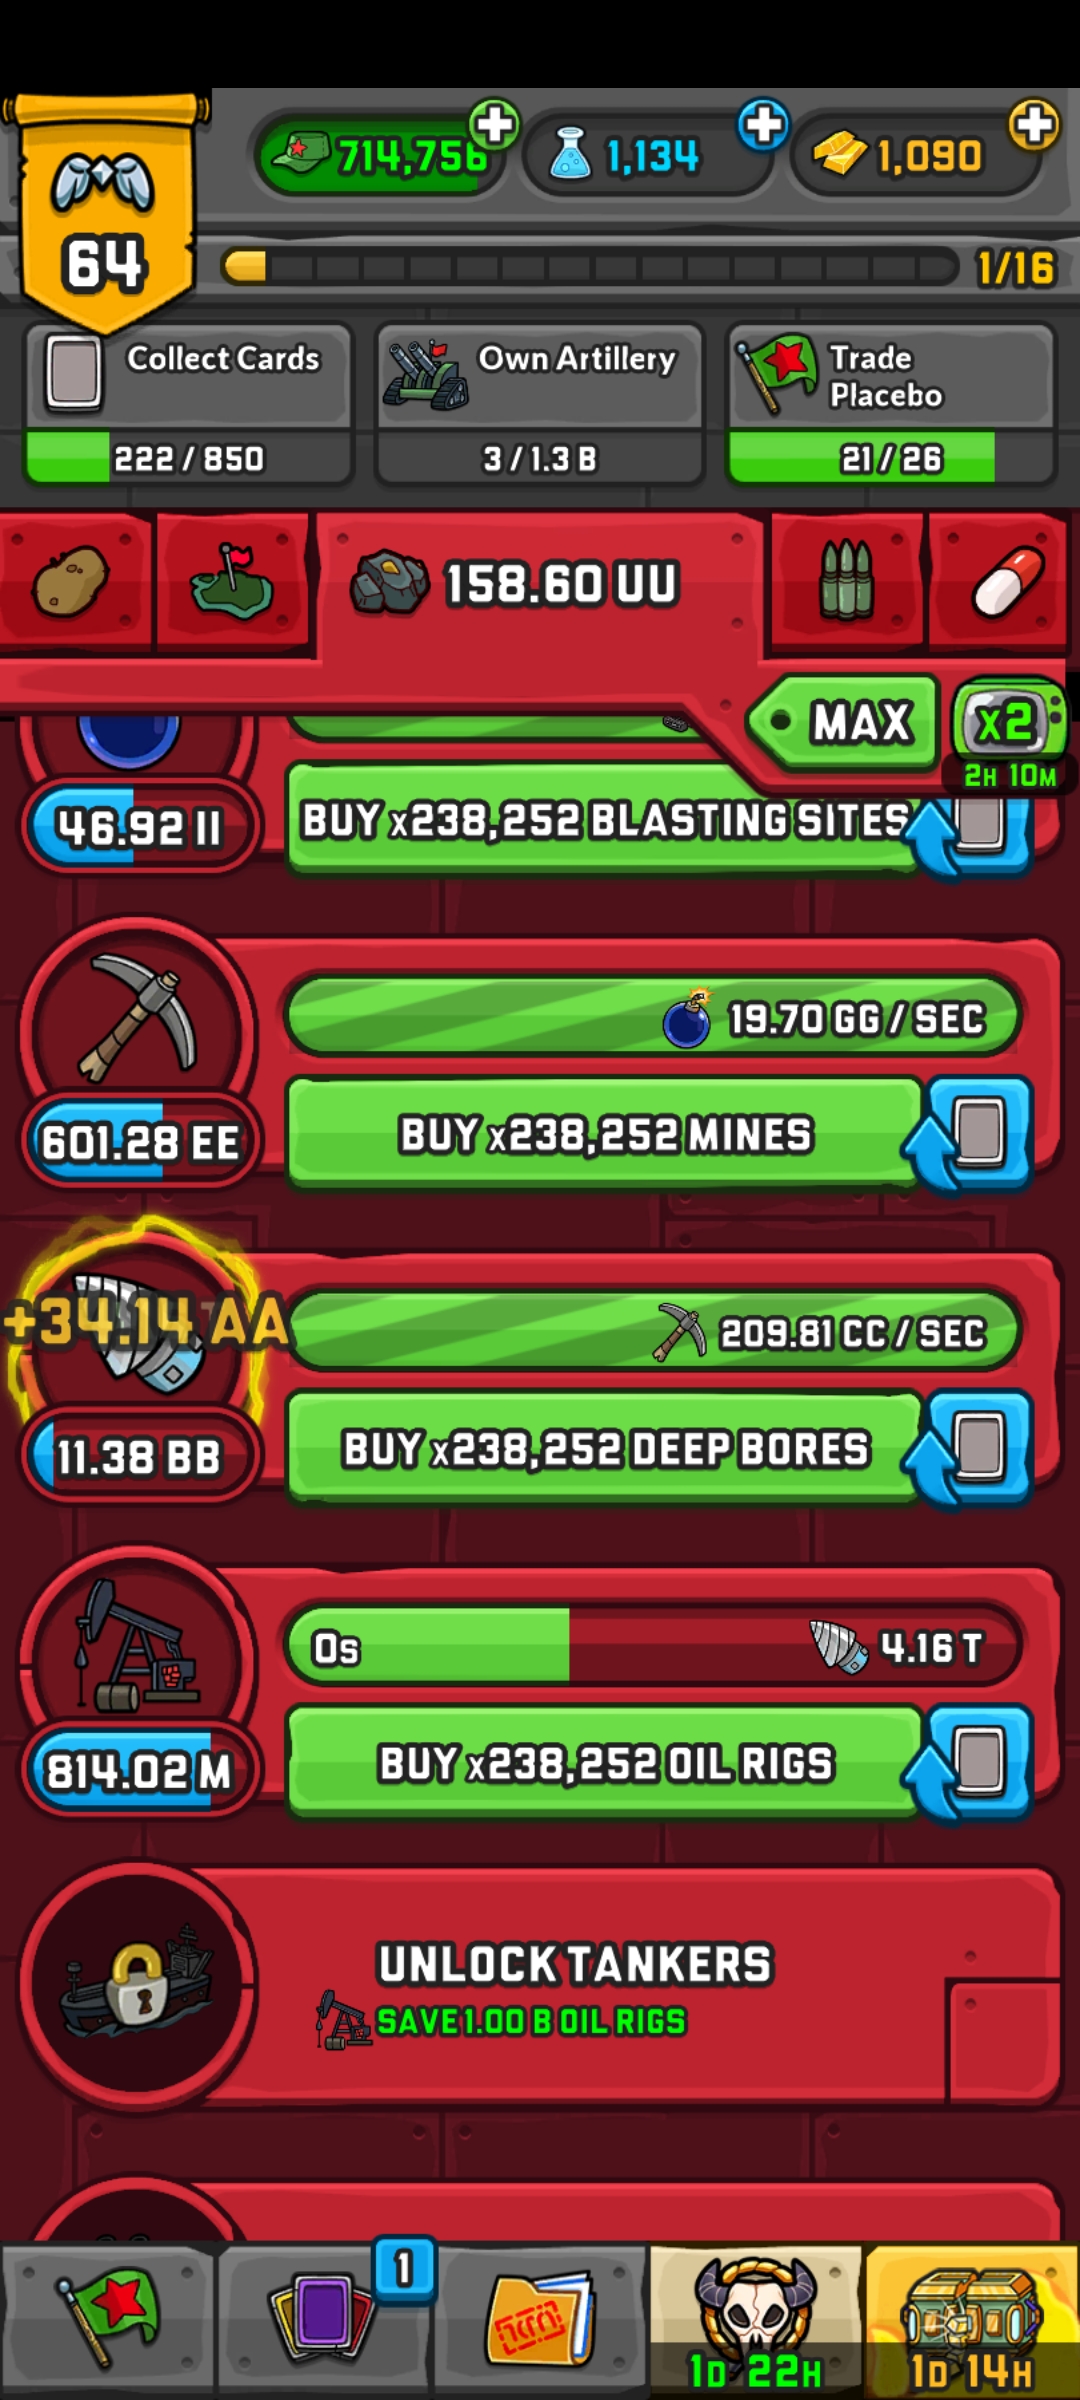 714,756
1,134
1,090
64
1/16
Collect Cards
222 / 850
Own Artillery
3 / 1.3 B
Trade
Placebo
21 / 26
158.60 UU
MAX
x2
2H 10M
46.92 II
BUY x238,252 BLASTING SITES
19.70 GG / SEC
601.28 EE
BUY x238,252 MINES
+34.14 AA
209.81 CC / SEC
11.38 BB
BUY x238,252 DEEP BORES
0s
4.16 T
814.02 M
BUY x238,252 OIL RIGS
UNLOCK TANKERS
SAVE 1.00 B OIL RIGS
1
1D 22H
1D 14H